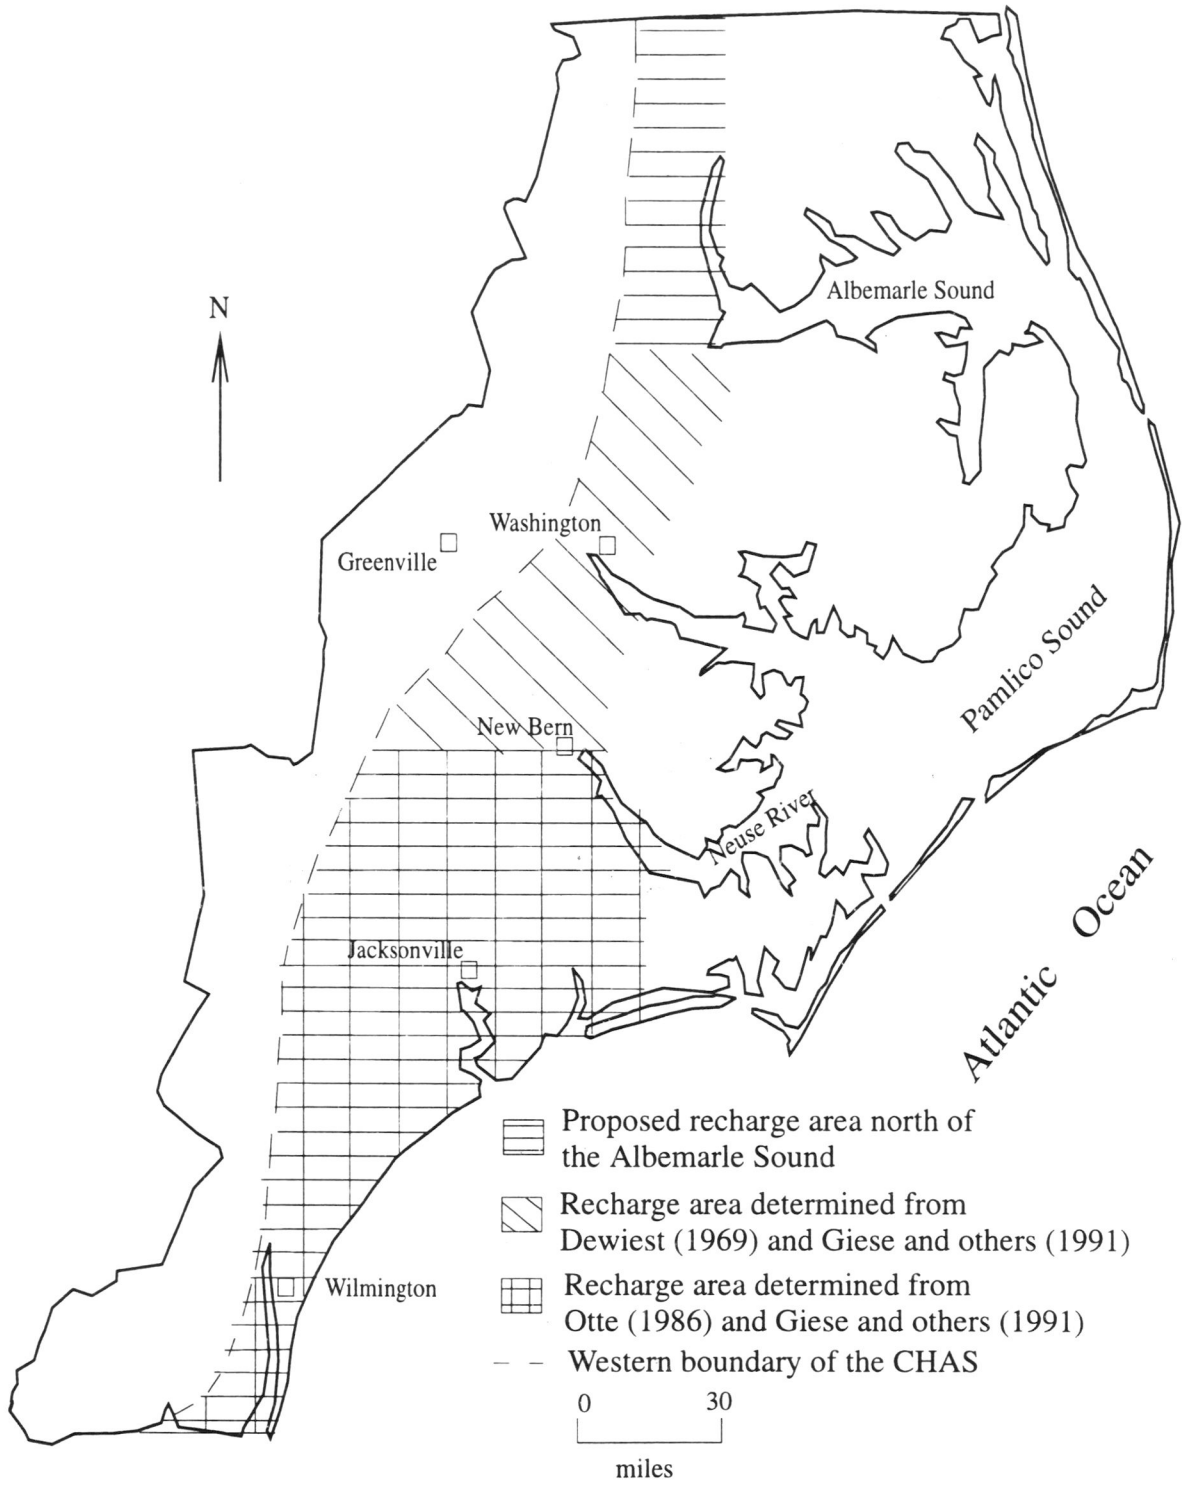 Albemarle Sound
N
Washington
Greenville
Pamlico Sound
New Bern
Neuse River
Atlantic Ocean
Jacksonville
Proposed recharge area north of
the Albemarle Sound
Recharge area determined from
Dewiest (1969) and Giese and others (1991)
Wilmington
Recharge area determined from
Otte (1986) and Giese and others (1991)
Western boundary of the CHAS
0 30
miles